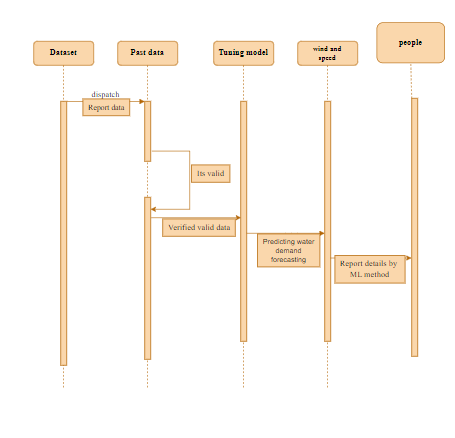 Dataset
Past data
Tuning model
wind and
speed
people
dispatch
Report data
Its valid
Verified valid data
Predicting water
demand
forecasting
Report details by
ML method